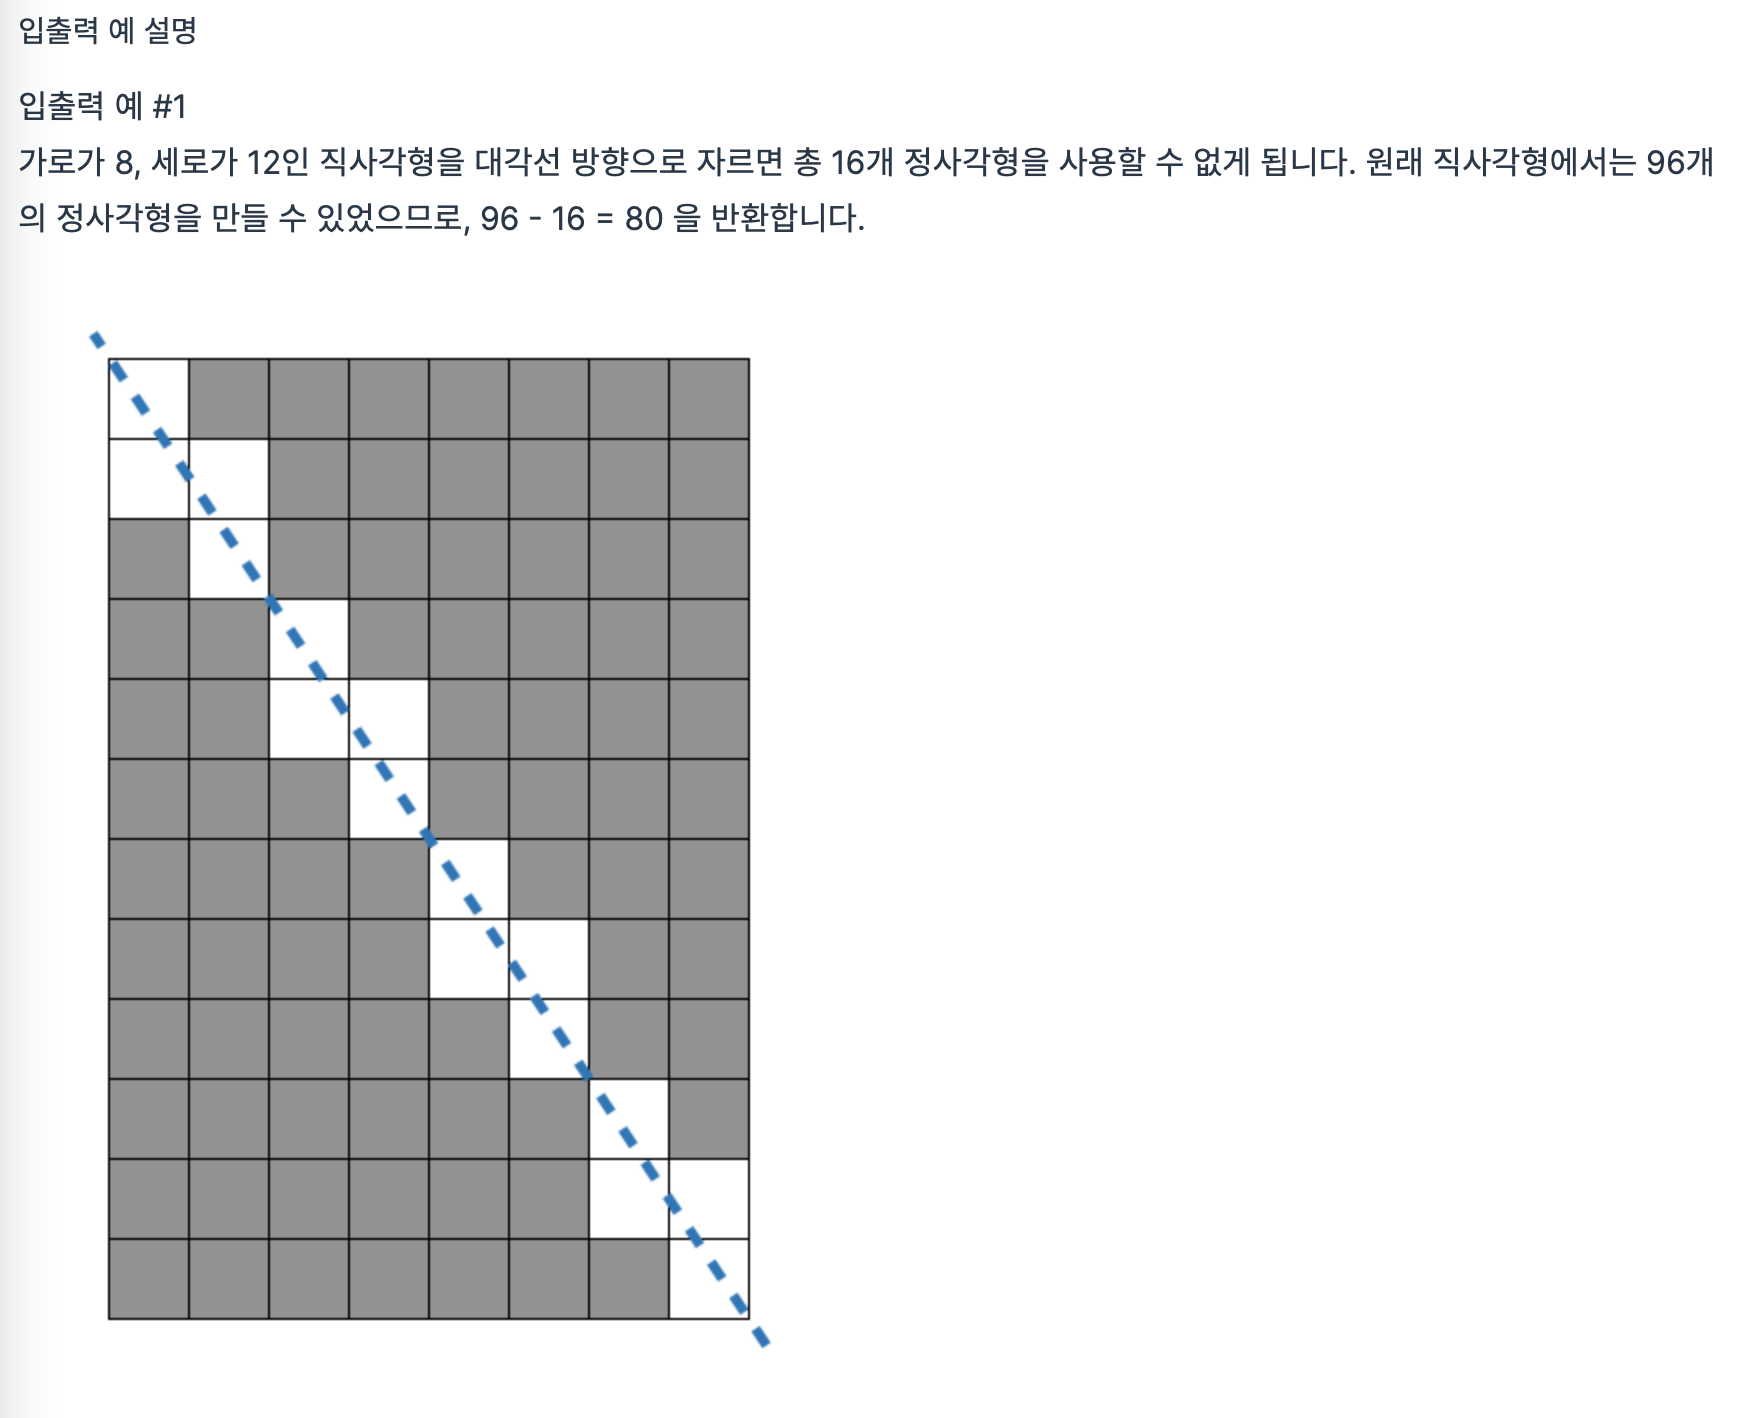 입출력 예 설명
입출력 예 #1
가로가 8, 세로가 12인 직사각형을 대각선 방향으로 자르면 총 16개 정사각형을 사용할 수 없게 됩니다. 원래 직사각형에서는 96개
의 정사각형을 만들 수 있었으므로, 96 - 16 = 80 을 반환합니다.